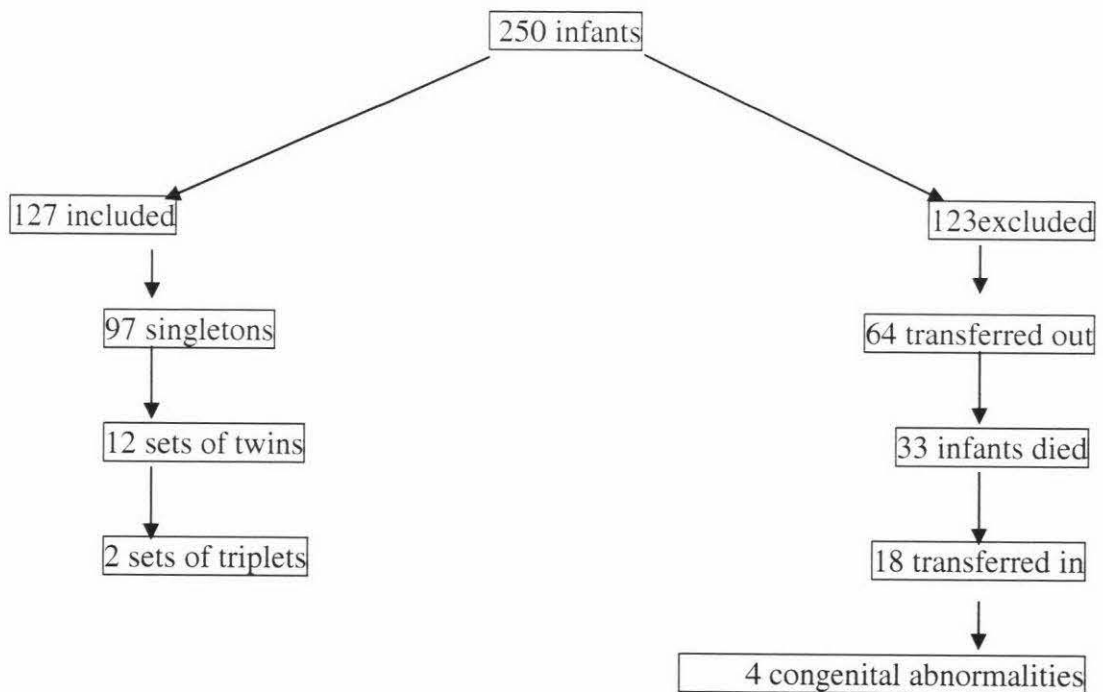 250 infants
127 included
123excluded
97 singletons
64 transferred out
12 sets of twins
33 infants died
2 sets of triplets
18 transferred in
4 congenital abnormalities